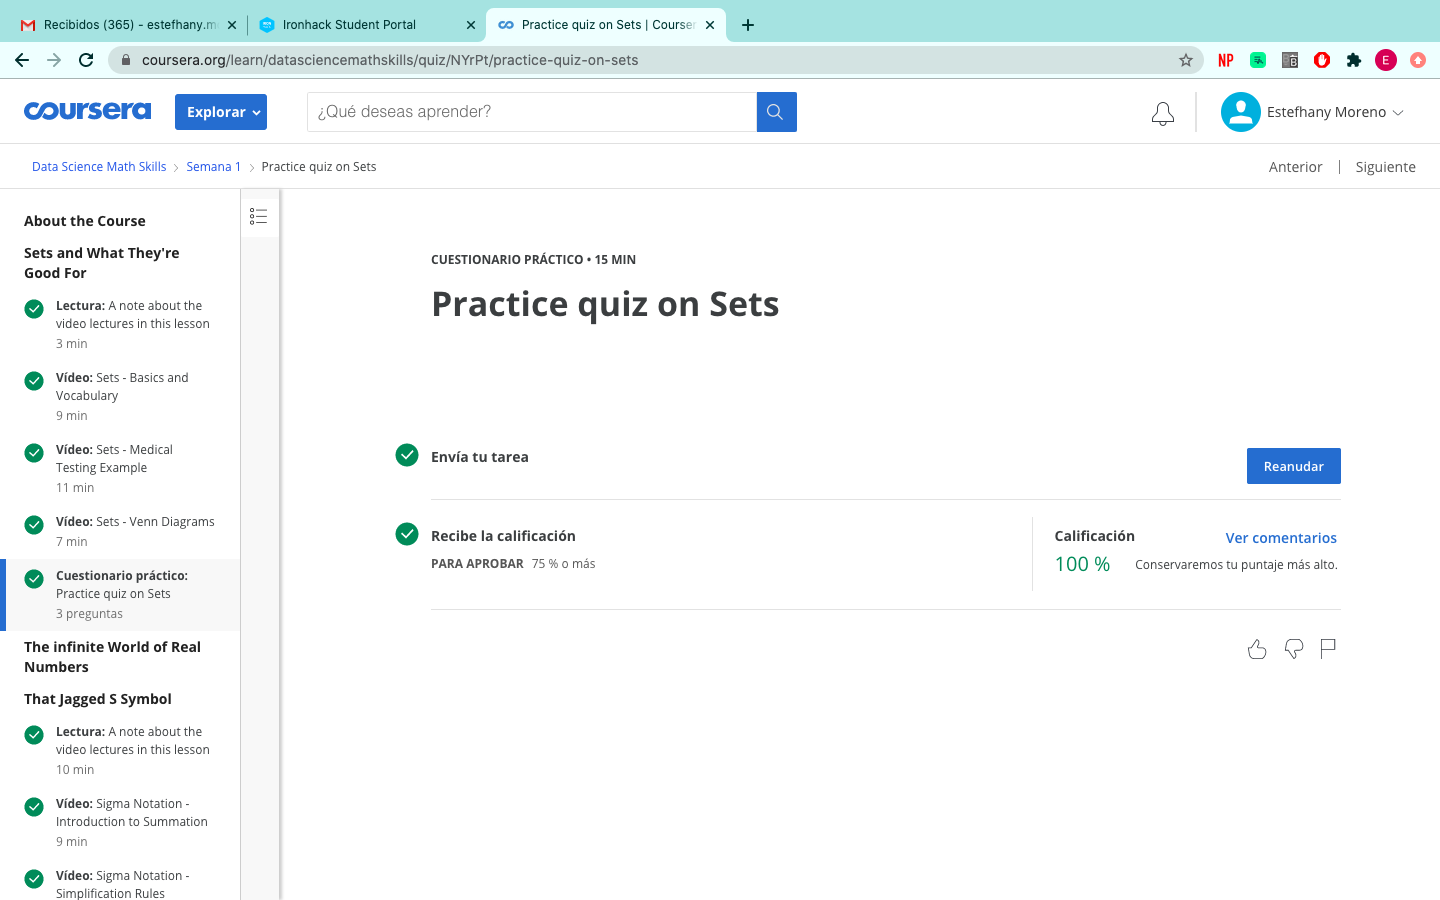 Recibidos (365) - estefhany.m
Ironhack Student Portal
Practice quiz on Sets | Courser
coursera.org/learn/datasciencemathskills/quiz/NYrPt/practice-quiz-on-sets
NP
B
E
coursera
Explorar
¿Qué deseas aprender?
Estefhany Moreno
Data Science Math Skills
Semana 1
Practice quiz on Sets
Anterior
Siguiente
About the Course
Sets and What They're
Good For
Lectura: A note about the
video lectures in this lesson
3 min
Vídeo: Sets - Basics and
Vocabulary
9 min
Vídeo: Sets - Medical
Testing Example
11 min
Vídeo: Sets - Venn Diagrams
7 min
Cuestionario práctico:
Practice quiz on Sets
3 preguntas
The infinite World of Real
Numbers
That Jagged S Symbol
Lectura: A note about the
video lectures in this lesson
10 min
Vídeo: Sigma Notation -
Introduction to Summation
9 min
Vídeo: Sigma Notation -
Simplification Rules
CUESTIONARIO PRÁCTICO • 15 MIN
Practice quiz on Sets
Envía tu tarea
Reanudar
Recibe la calificación
PARA APROBAR 75 % o más
Calificación
Ver comentarios
100 %
Conservaremos tu puntaje más alto.